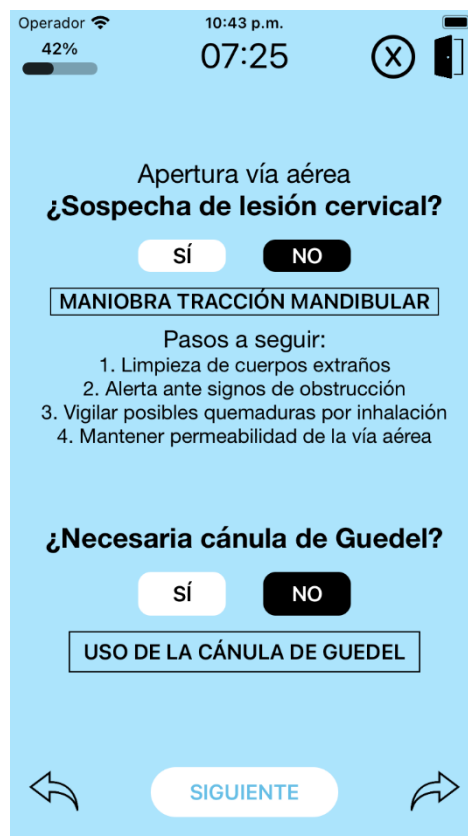 Operador 10:43 p.m.
42% 07:25 X
Apertura vía aérea
¿Sospecha de lesión cervical?
SÍ NO
MANIOBRA TRACCIÓN MANDIBULAR
Pasos a seguir:
1. Limpieza de cuerpos extraños
2. Alerta ante signos de obstrucción
3. Vigilar posibles quemaduras por inhalación
4. Mantener permeabilidad de la vía aérea
¿Necesaria cánula de Guedel?
SÍ NO
USO DE LA CÁNULA DE GUEDEL
SIGUIENTE